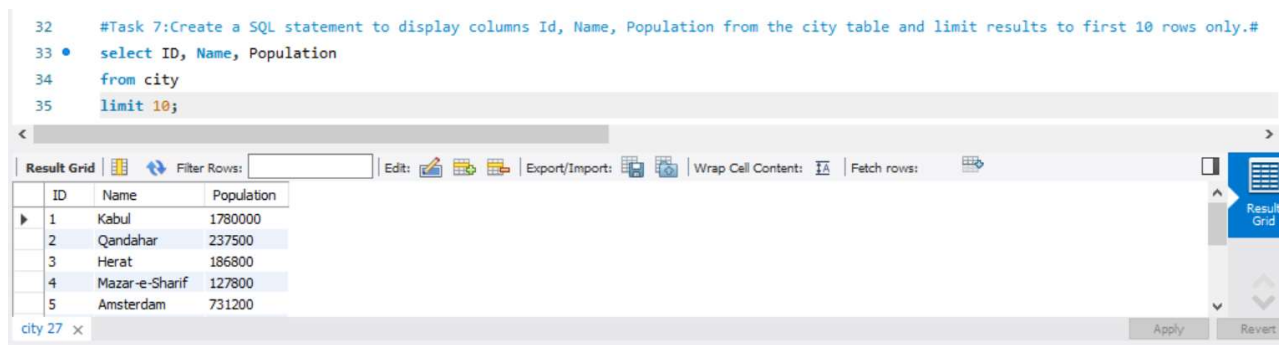 32 #Task 7:Create a SQL statement to display columns Id, Name, Population from the city table and limit results to first 10 rows only.#
33 select ID, Name, Population
34 from city
35 limit 10;
Result Grid Filter Rows: Edit: Export/Import: Wrap Cell Content: Fetch rows:
Result
Grid
ID Name Population
1 Kabul 1780000
2 Qandahar 237500
3 Herat 186800
4 Mazar-e-Sharif 127800
5 Amsterdam 731200
city 27 Apply Revert